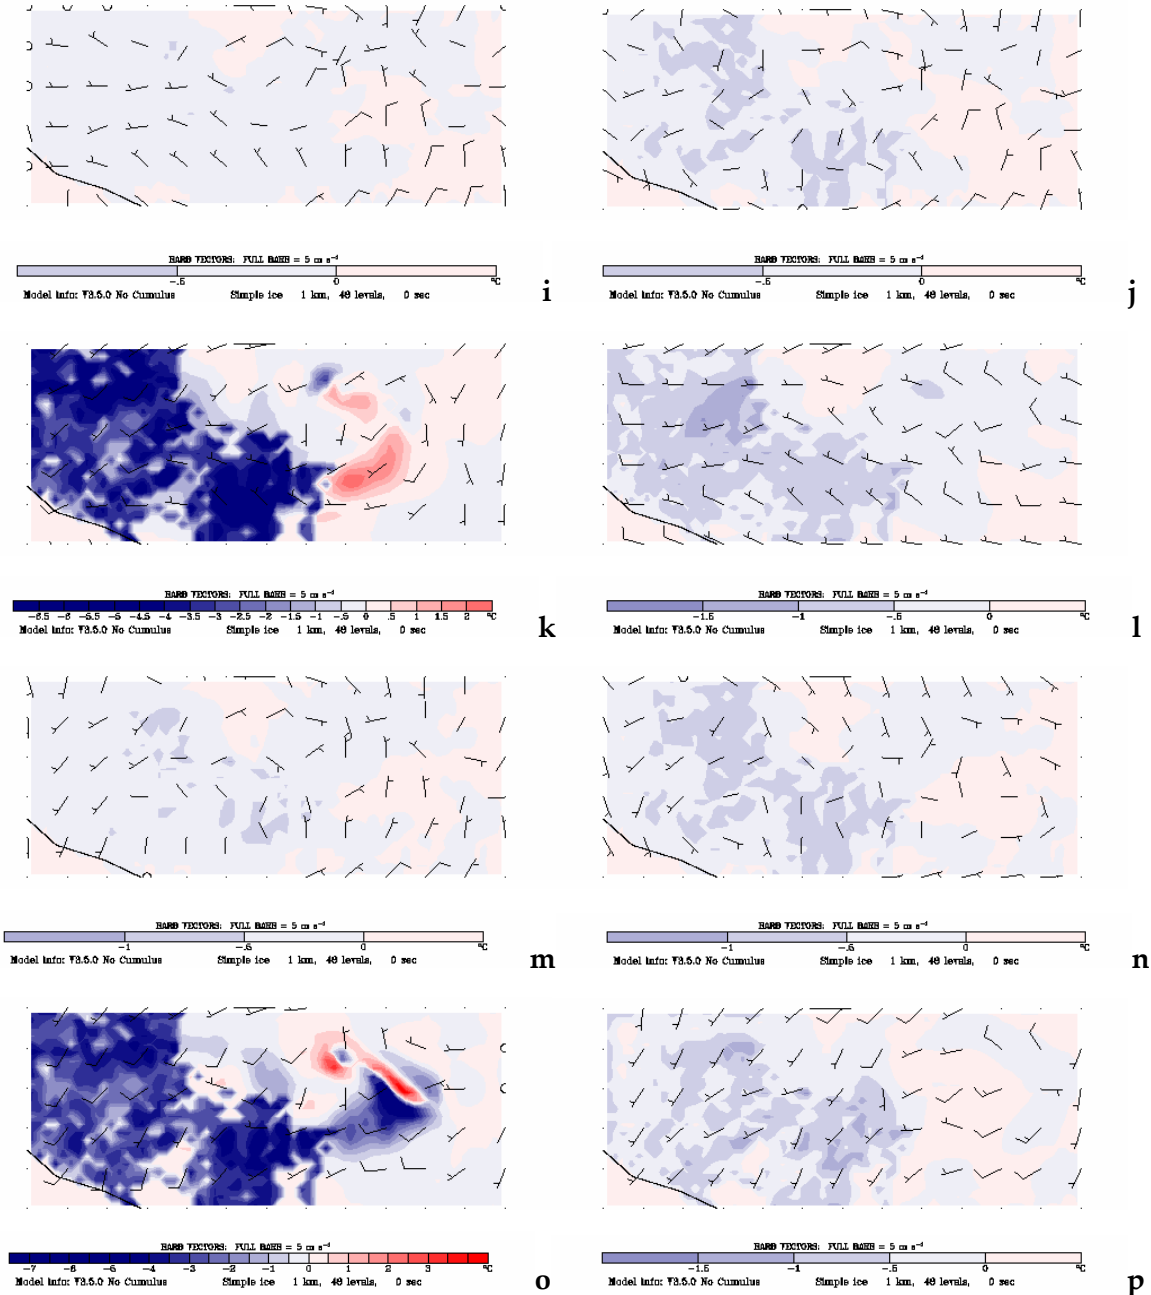 BARB VECTORS: FULL BARB = 5 m s⁻¹
-.5 0 °C
Model info: V3.5.0 No Cumulus Simple ice 1 km, 48 levels, 0 sec
i
BARB VECTORS: FULL BARB = 5 m s⁻¹
-.5 0 °C
Model info: V3.5.0 No Cumulus Simple ice 1 km, 48 levels, 0 sec
j
BARB VECTORS: FULL BARB = 5 m s⁻¹
-6.5 -6 -5.5 -5 -4.5 -4 -3.5 -3 -2.5 -2 -1.5 -1 -.5 0 .5 1 1.5 2 °C
Model info: V3.5.0 No Cumulus Simple ice 1 km, 48 levels, 0 sec
k
BARB VECTORS: FULL BARB = 5 m s⁻¹
-1.5 -1 -.5 0 °C
Model info: V3.5.0 No Cumulus Simple ice 1 km, 48 levels, 0 sec
l
BARB VECTORS: FULL BARB = 5 m s⁻¹
-1 -.5 0 °C
Model info: V3.5.0 No Cumulus Simple ice 1 km, 48 levels, 0 sec
m
BARB VECTORS: FULL BARB = 5 m s⁻¹
-1 -.5 0 °C
Model info: V3.5.0 No Cumulus Simple ice 1 km, 48 levels, 0 sec
n
BARB VECTORS: FULL BARB = 5 m s⁻¹
-7 -6 -5 -4 -3 -2 -1 0 1 2 3 °C
Model info: V3.5.0 No Cumulus Simple ice 1 km, 48 levels, 0 sec
o
BARB VECTORS: FULL BARB = 5 m s⁻¹
-1.5 -1 -.5 0 °C
Model info: V3.5.0 No Cumulus Simple ice 1 km, 48 levels, 0 sec
p